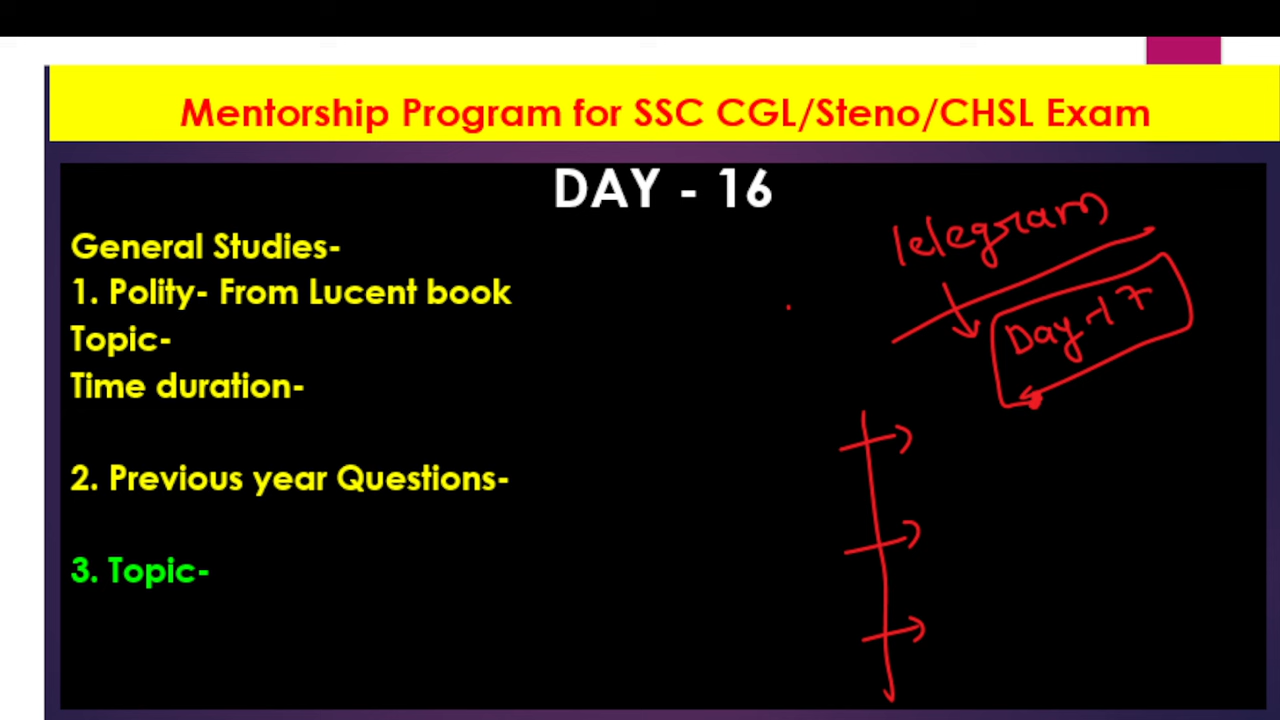 Mentorship Program for SSC CGL/Steno/CHSL Exam
DAY - 16
General Studies-
1. Polity- From Lucent book
Topic-
Time duration-
2. Previous year Questions-
3. Topic-
Telegram
Day-17